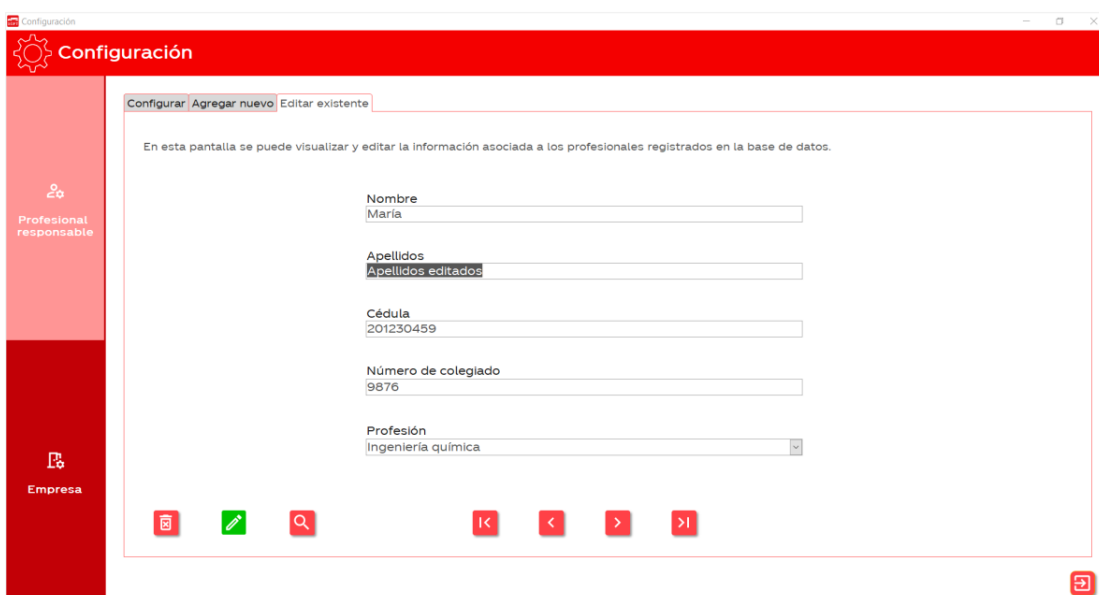 Configuración
Configuración
Configurar Agregar nuevo Editar existente
En esta pantalla se puede visualizar y editar la información asociada a los profesionales registrados en la base de datos.
Profesional
responsable
Nombre
María
Apellidos
Apellidos editados
Cédula
201230459
Número de colegiado
9876
Profesión
Ingeniería química
Empresa